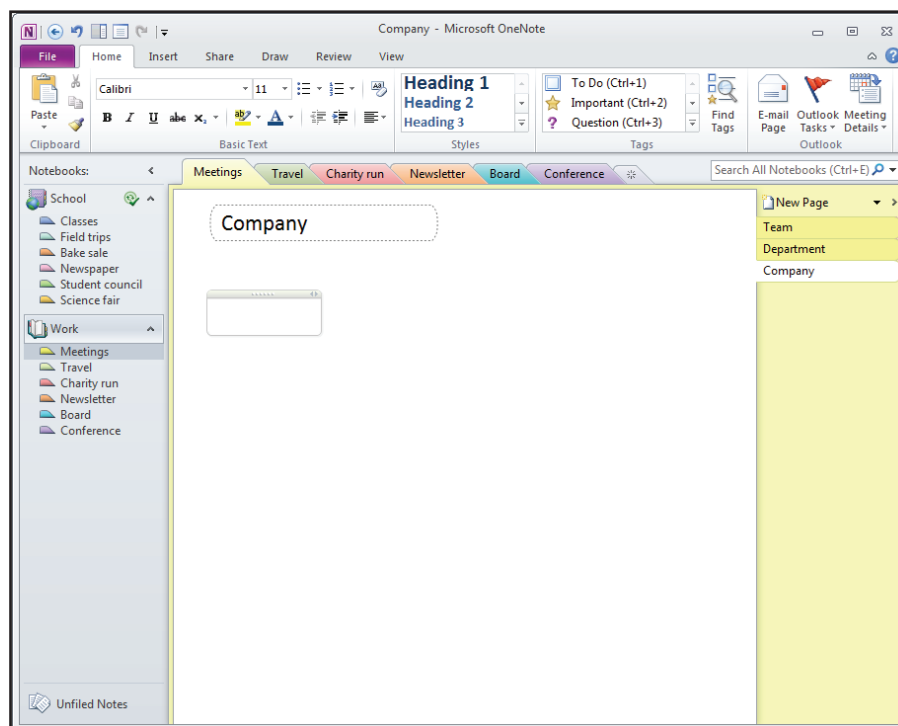 Company - Microsoft OneNote
File Home Insert Share Draw Review View
Paste
Clipboard
Calibri 11
B I U abc x₂ ab A
Basic Text
Heading 1
Heading 2
Heading 3
Styles
To Do (Ctrl+1)
Important (Ctrl+2)
? Question (Ctrl+3)
Tags
Find
Tags
E-mail
Page
Outlook
Tasks
Meeting
Details
Outlook
Notebooks:
Meetings Travel Charity run Newsletter Board Conference
Search All Notebooks (Ctrl+E)
School
Classes
Field trips
Bake sale
Newspaper
Student council
Science fair
Work
Meetings
Travel
Charity run
Newsletter
Board
Conference
Unfiled Notes
Company
New Page
Team
Department
Company